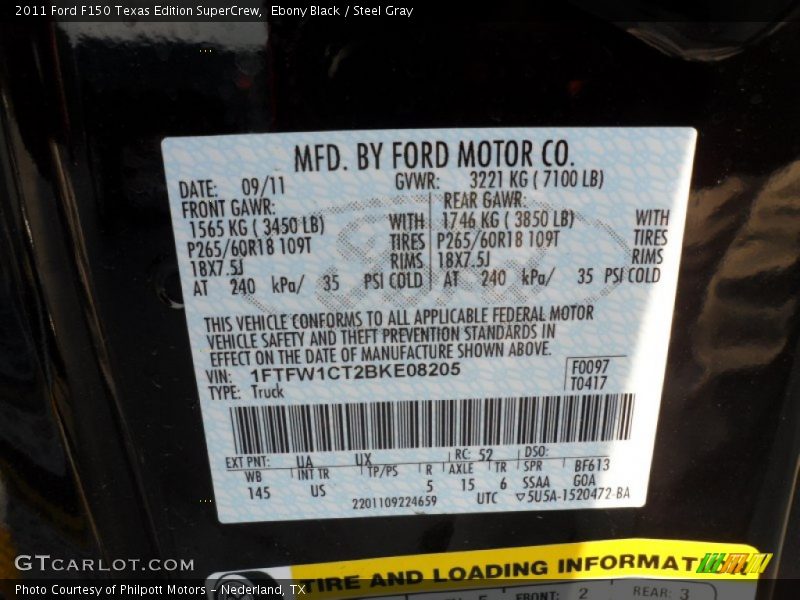 2011 Ford F150 Texas Edition SuperCrew,  Ebony Black / Steel Gray
MFD. BY FORD MOTOR CO.
DATE: 09/11 GVWR: 3221 KG ( 7100 LB)
FRONT GAWR: REAR GAWR:
1565 KG ( 3450 LB) WITH 1746 KG ( 3850 LB) WITH
P265/60R18 109T TIRES P265/60R18 109T TIRES
18X7.5J RIMS 18X7.5J RIMS
AT 240 kPa/ 35 PSI COLD AT 240 kPa/ 35 PSI COLD
THIS VEHICLE CONFORMS TO ALL APPLICABLE FEDERAL MOTOR
VEHICLE SAFETY AND THEFT PREVENTION STANDARDS IN
EFFECT ON THE DATE OF MANUFACTURE SHOWN ABOVE.
VIN: 1FTFW1CT2BKE08205 F0097
TYPE: Truck T0417
EXT PNT: UA UX RC: 52 DSO:
WB INT TR TP/PS R AXLE TR SPR BF613
145 US 5 15 6 SSAA GOA
2201109224659 UTC ▽5U5A-1520472-BA
TIRE AND LOADING INFORMAT
FRONT: 2 REAR: 3
GTCARLOT.COM
Photo Courtesy of Philpott Motors – Nederland, TX